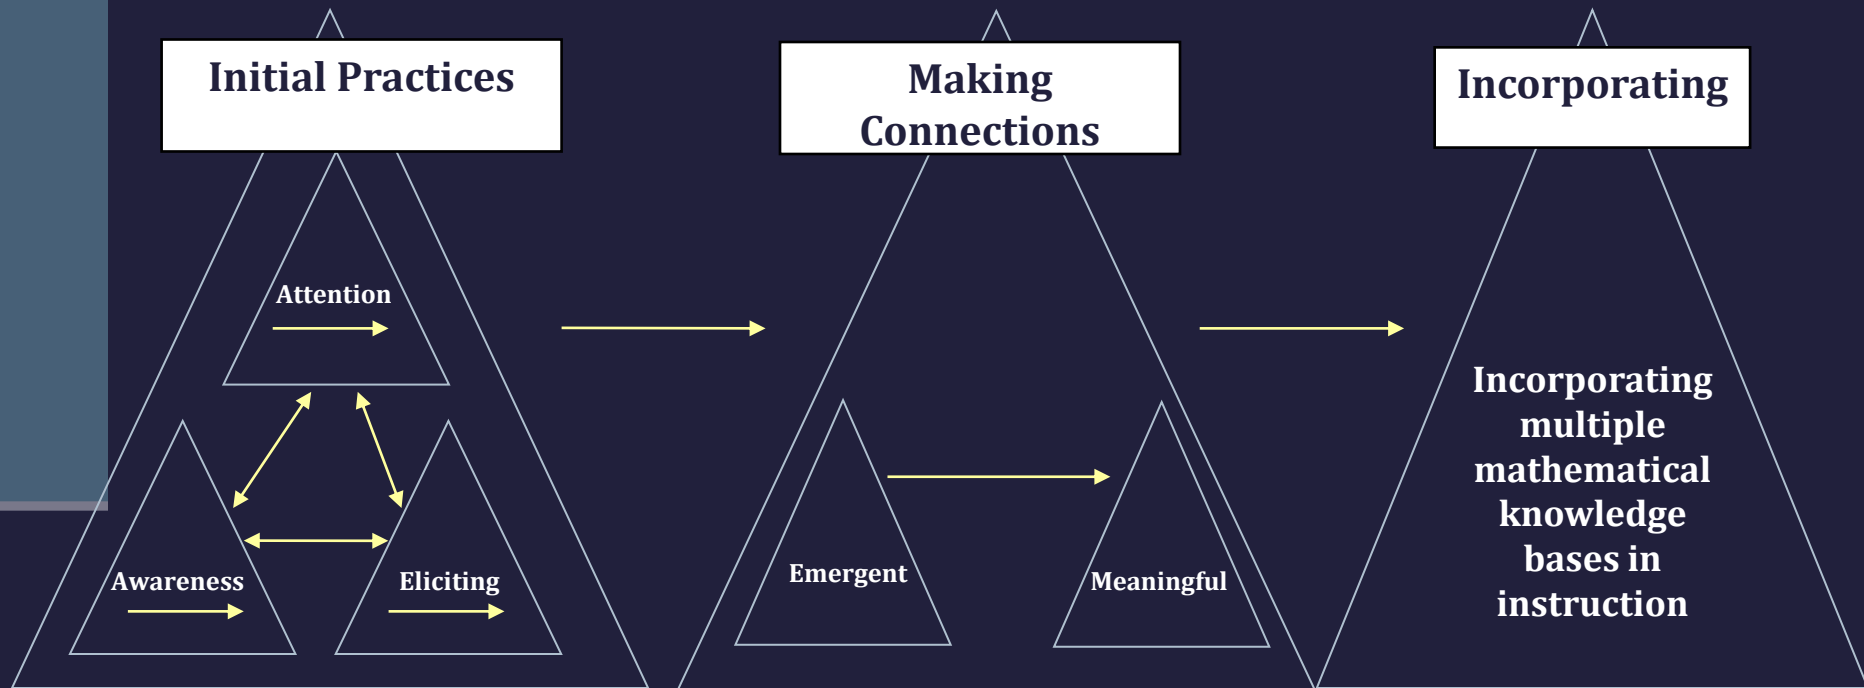 Initial Practices
Making
Connections
Incorporating
Attention
Awareness
Eliciting
Emergent
Meaningful
Incorporating
multiple
mathematical
knowledge
bases in
instruction